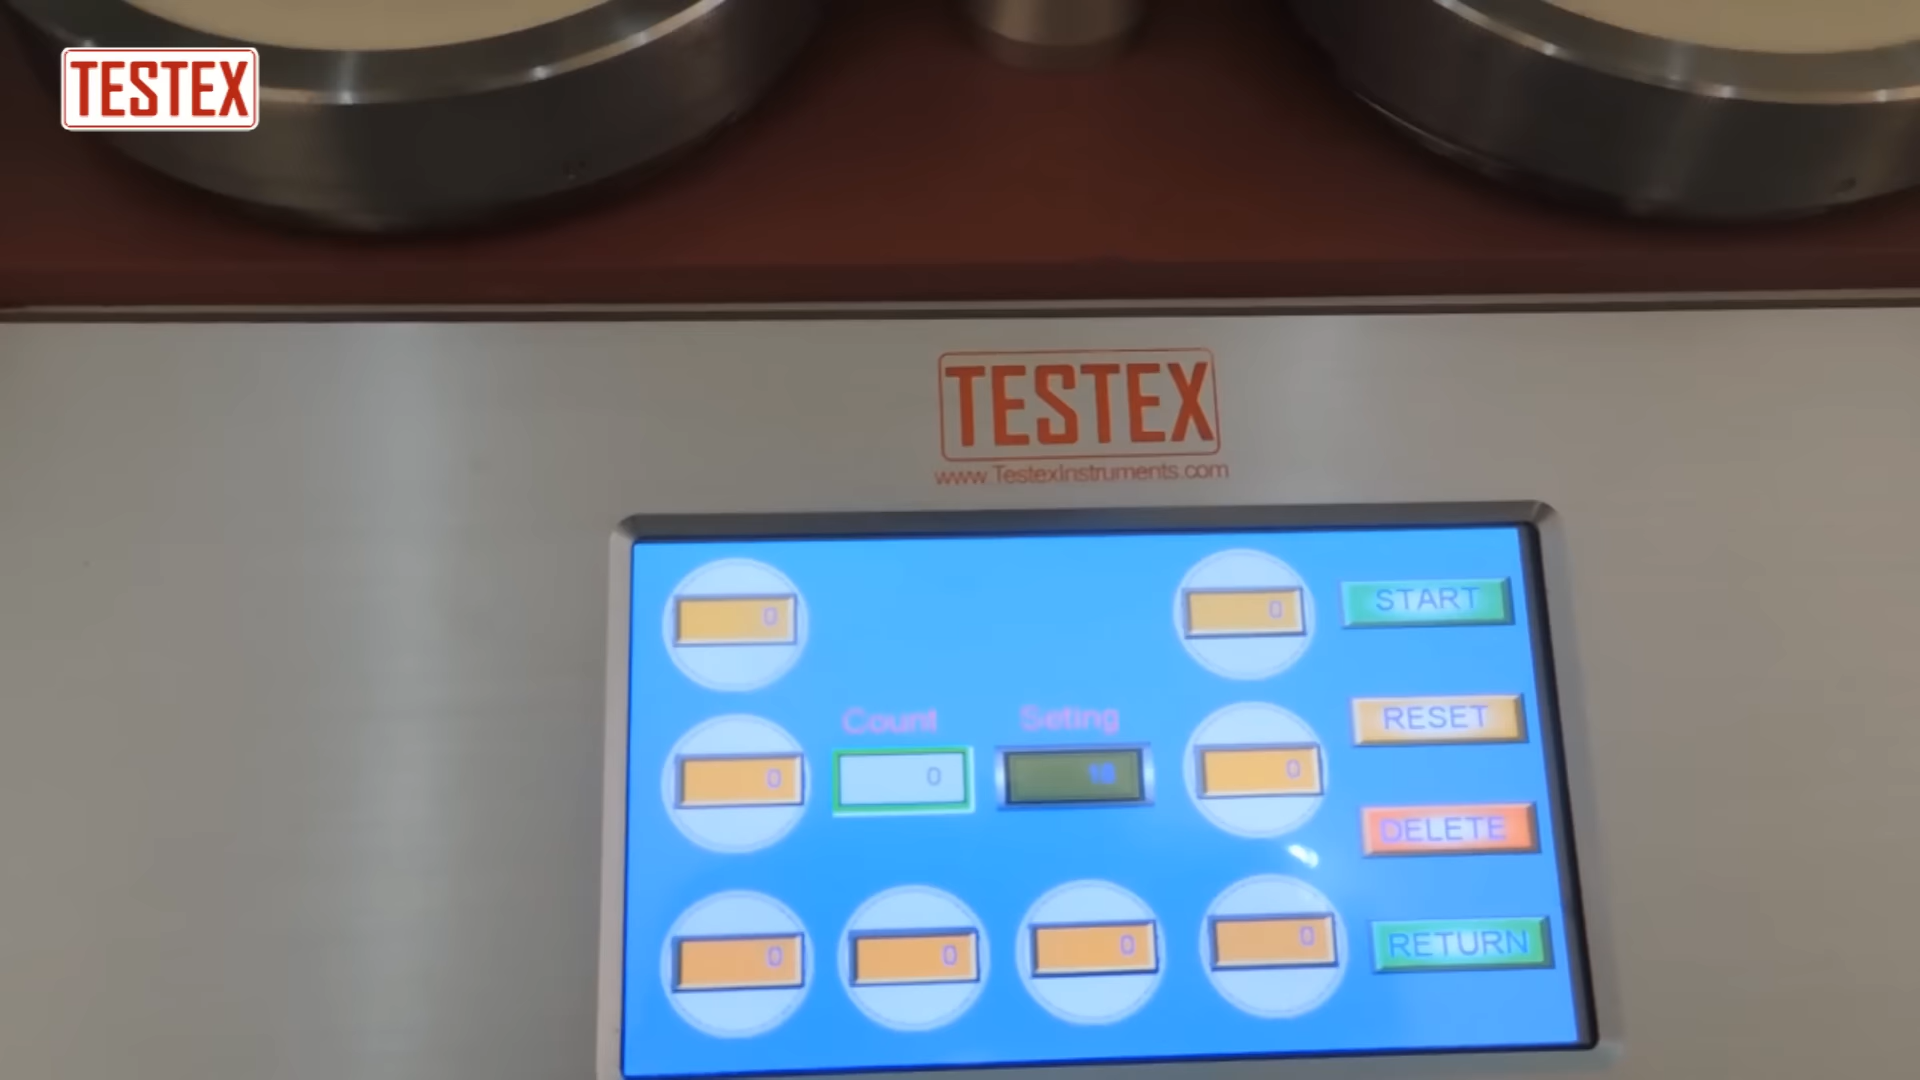 TESTEX
TESTEX
www.TestexInstruments.com
0
0 START
RESET
Count Seting
0 0 16 0
DELETE
0 0 0 0
RETURN